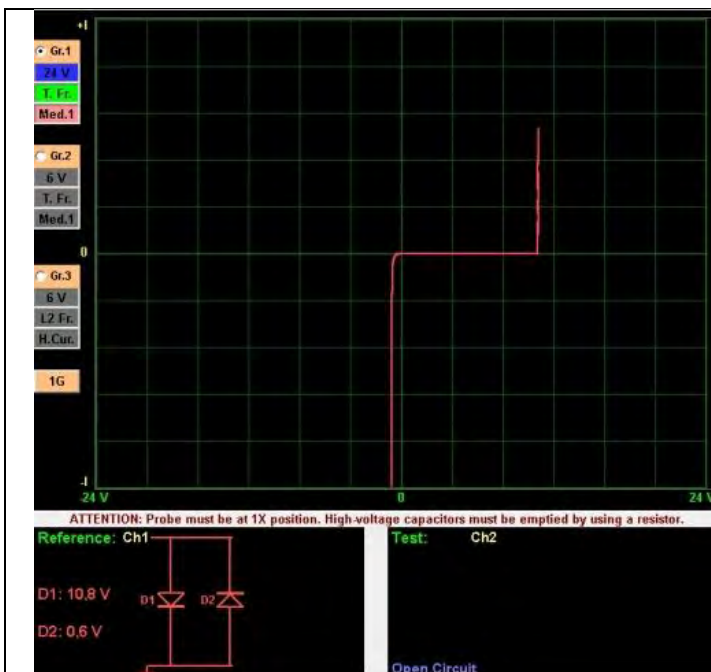 +I
Gr.1
24 V
T. Fr.
Med.1
Gr.2
6 V
T. Fr.
Med.1
0
Gr.3
6 V
L2 Fr.
H.Cur.
1G
-I
-24 V
0
24 V
ATTENTION: Probe must be at 1X position. High-voltage capacitors must be emptied by using a resistor.
Reference: Ch1
D1: 10,8 V
D1
D2
D2: 0,6 V
Test: Ch2
Open Circuit